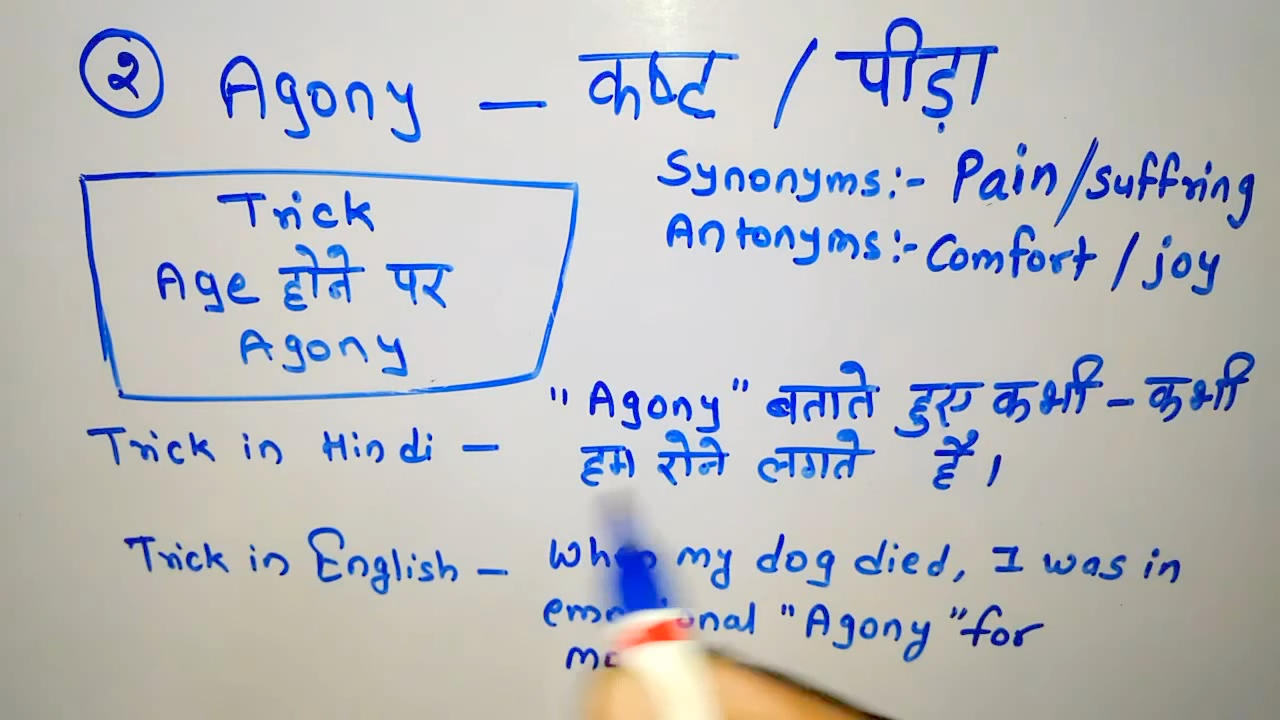 २ Agony – कष्ट / पीड़ा
Synonyms:- Pain/suffring
Antonyms:- Comfort / joy
Trick
Age होने पर
Agony
Trick in Hindi – "Agony" बताते हुए कभी - कभी
हम रोने लगते हैं।
Trick in English – my dog died, I was in
"Agony" for